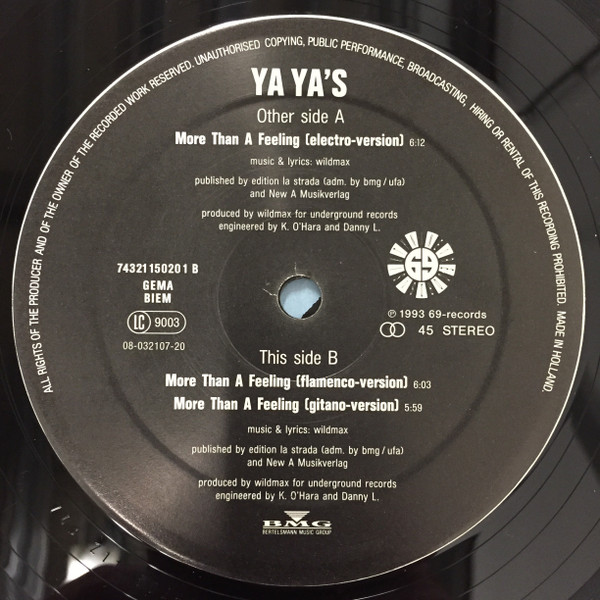 ALL RIGHTS OF THE PRODUCER AND OF THE OWNER OF THE RECORDED WORK RESERVED. UNAUTHORISED COPYING, PUBLIC PERFORMANCE, BROADCASTING, HIRING OR RENTAL OF THIS RECORDING PROHIBITED. MADE IN HOLLAND.
YA YA'S
Other side A
More Than A Feeling (electro-version) 6:12
music & lyrics: wildmax
published by edition la strada (adm. by bmg/ufa)
and New A Musikverlag
produced by wildmax for underground records
engineered by K. O'Hara and Danny L.
74321150201 B
GEMA
BIEM
LC 9003
08-032107-20
69
℗ 1993 69-records
45 STEREO
This side B
More Than A Feeling (flamenco-version) 6:03
More Than A Feeling (gitano-version) 5:59
music & lyrics: wildmax
published by edition la strada (adm. by bmg/ufa)
and New A Musikverlag
produced by wildmax for underground records
engineered by K. O'Hara and Danny L.
BMG
BERTELSMANN MUSIC GROUP